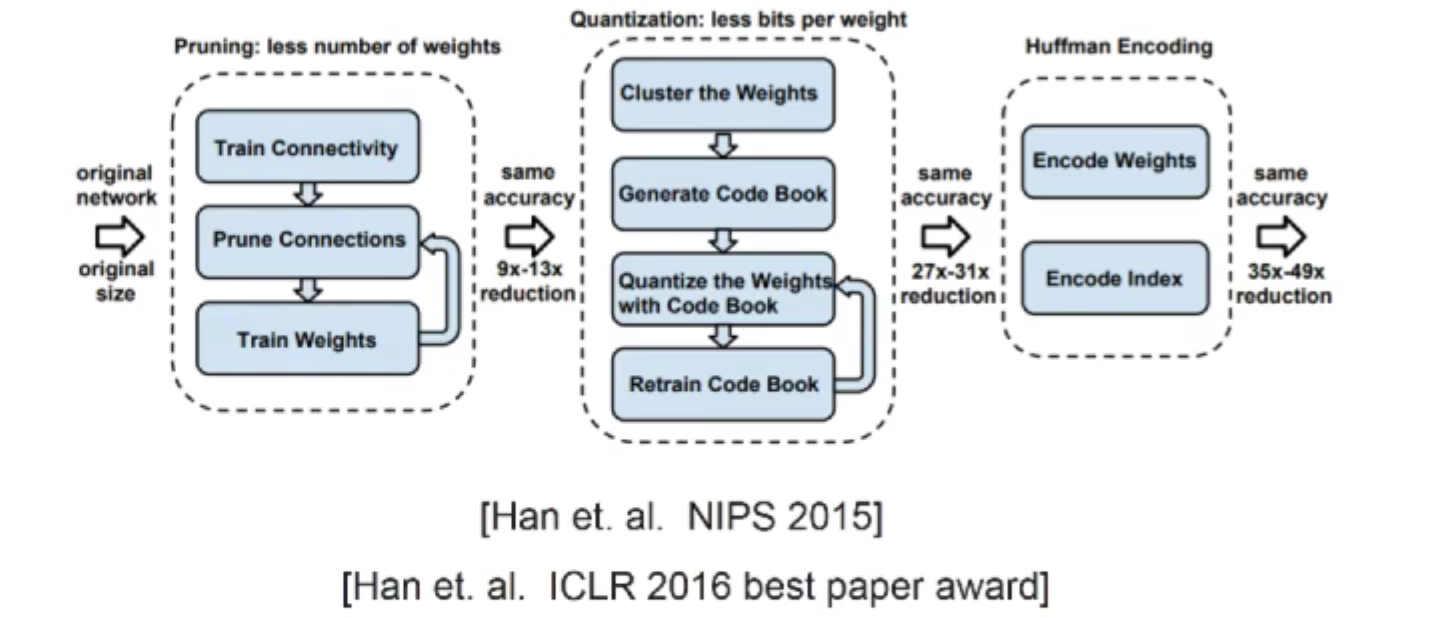 Pruning: less number of weights
Train Connectivity
Prune Connections
Train Weights
original
network
original
size
same
accuracy
9x-13x
reduction
Quantization: less bits per weight
Cluster the Weights
Generate Code Book
Quantize the Weights
with Code Book
Retrain Code Book
same
accuracy
27x-31x
reduction
Huffman Encoding
Encode Weights
Encode Index
same
accuracy
35x-49x
reduction
[Han et. al. NIPS 2015]
[Han et. al. ICLR 2016 best paper award]